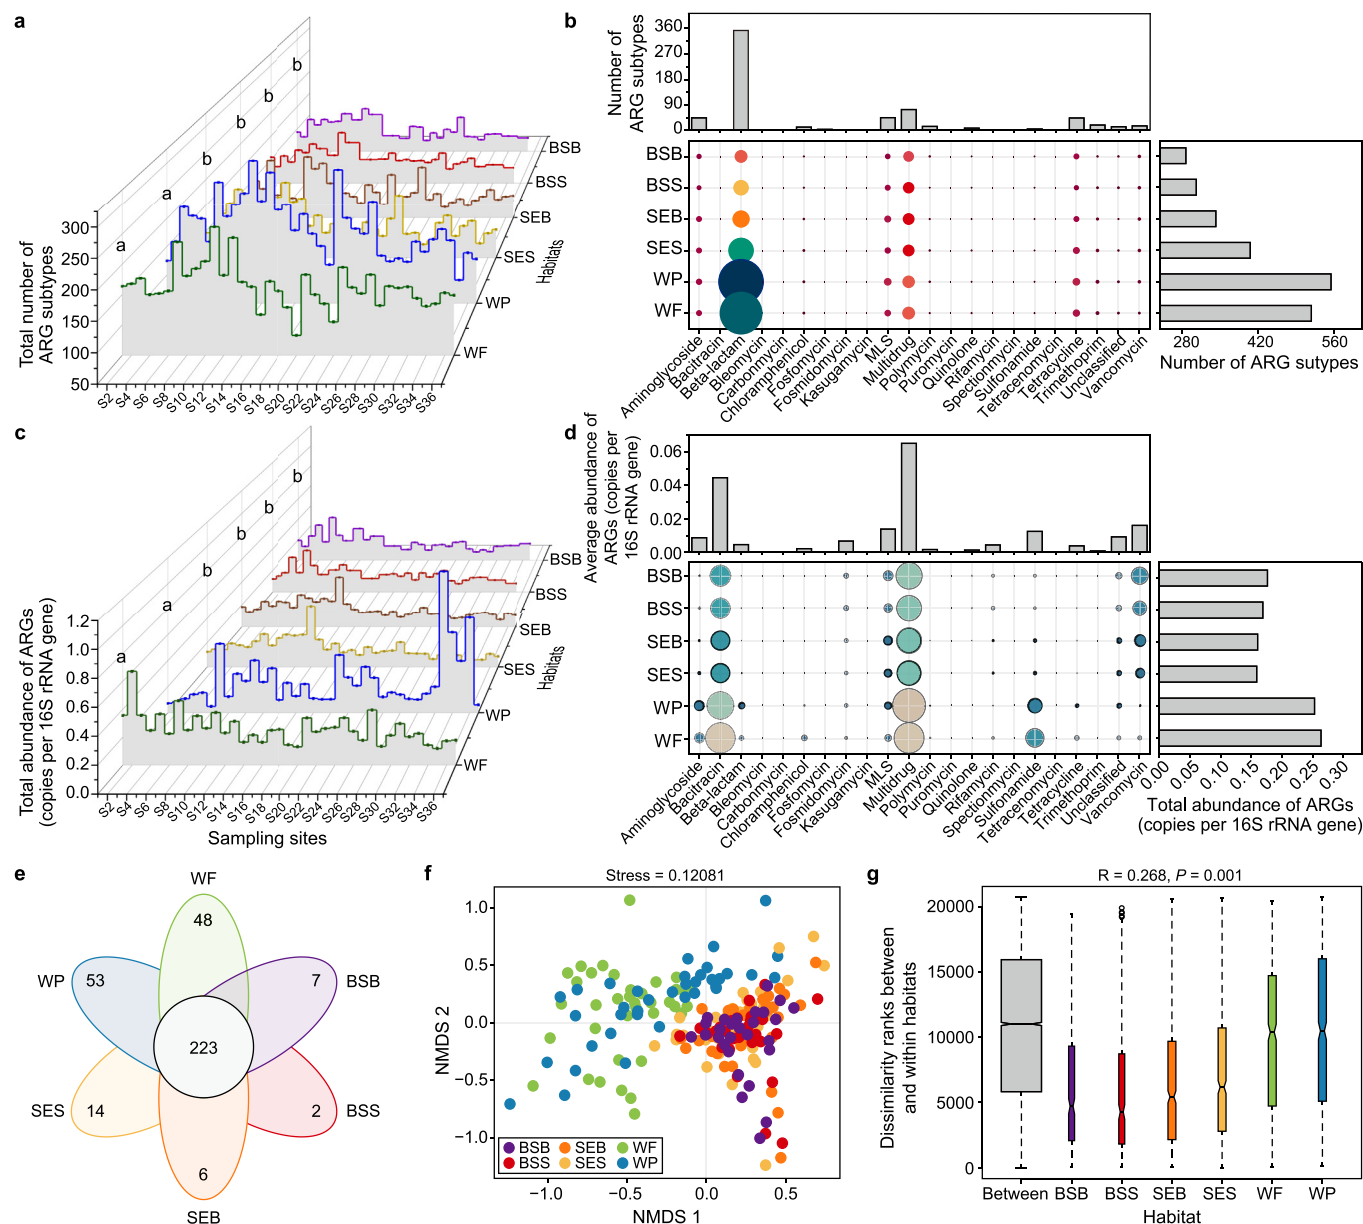 a
b
b
b
b
a
a
BSB
BSS
SEB
SES
WP
WF
Habitats
Total number of
ARG subtypes
300
250
200
150
100
50
S2
S4
S6
S8
S10
S12
S14
S16
S18
S20
S22
S24
S26
S28
S30
S32
S34
S36
b
Number of
ARG subtypes
360
270
180
90
0
BSB
BSS
SEB
SES
WP
WF
Aminoglycoside
Bacitracin
Beta-lactam
Bleomycin
Carbonmycin
Chloramphenicol
Fosfomycin
Fosmidomycin
Kasugamycin
MLS
Multidrug
Polymycin
Puromycin
Quinolone
Rifamycin
Spectionmycin
Sulfonamide
Tetracenomycin
Tetracycline
Trimethoprim
Unclassified
Vancomycin
280
420
560
Number of ARG sutypes
c
b
b
b
b
a
a
BSB
BSS
SEB
SES
WP
WF
Habitats
Total abundance of ARGs
(copies per 16S rRNA gene)
1.2
1.0
0.8
0.6
0.4
0.2
0.0
S2
S4
S6
S8
S10
S12
S14
S16
S18
S20
S22
S24
S26
S28
S30
S32
S34
S36
Sampling sites
d
Average abundance of
ARGs (copies per
16S rRNA gene)
0.06
0.04
0.02
0.00
BSB
BSS
SEB
SES
WP
WF
Aminoglycoside
Bacitracin
Beta-lactam
Bleomycin
Carbonmycin
Chloramphenicol
Fosfomycin
Fosmidomycin
Kasugamycin
MLS
Multidrug
Polymycin
Puromycin
Quinolone
Rifamycin
Spectionmycin
Sulfonamide
Tetracenomycin
Tetracycline
Trimethoprim
Unclassified
Vancomycin
0.00
0.05
0.10
0.15
0.20
0.25
0.30
Total abundance of ARGs
(copies per 16S rRNA gene)
e
WF
48
WP
53
7
BSB
223
SES
14
2
BSS
6
SEB
f
Stress = 0.12081
NMDS 2
1.0
0.5
0.0
−0.5
−1.0
BSB
SEB
WF
BSS
SES
WP
−1.0
−0.5
0.0
0.5
NMDS 1
g
R = 0.268, P = 0.001
Dissimilarity ranks between
and within habitats
20000
15000
10000
5000
0
Between
BSB
BSS
SEB
SES
WF
WP
Habitat